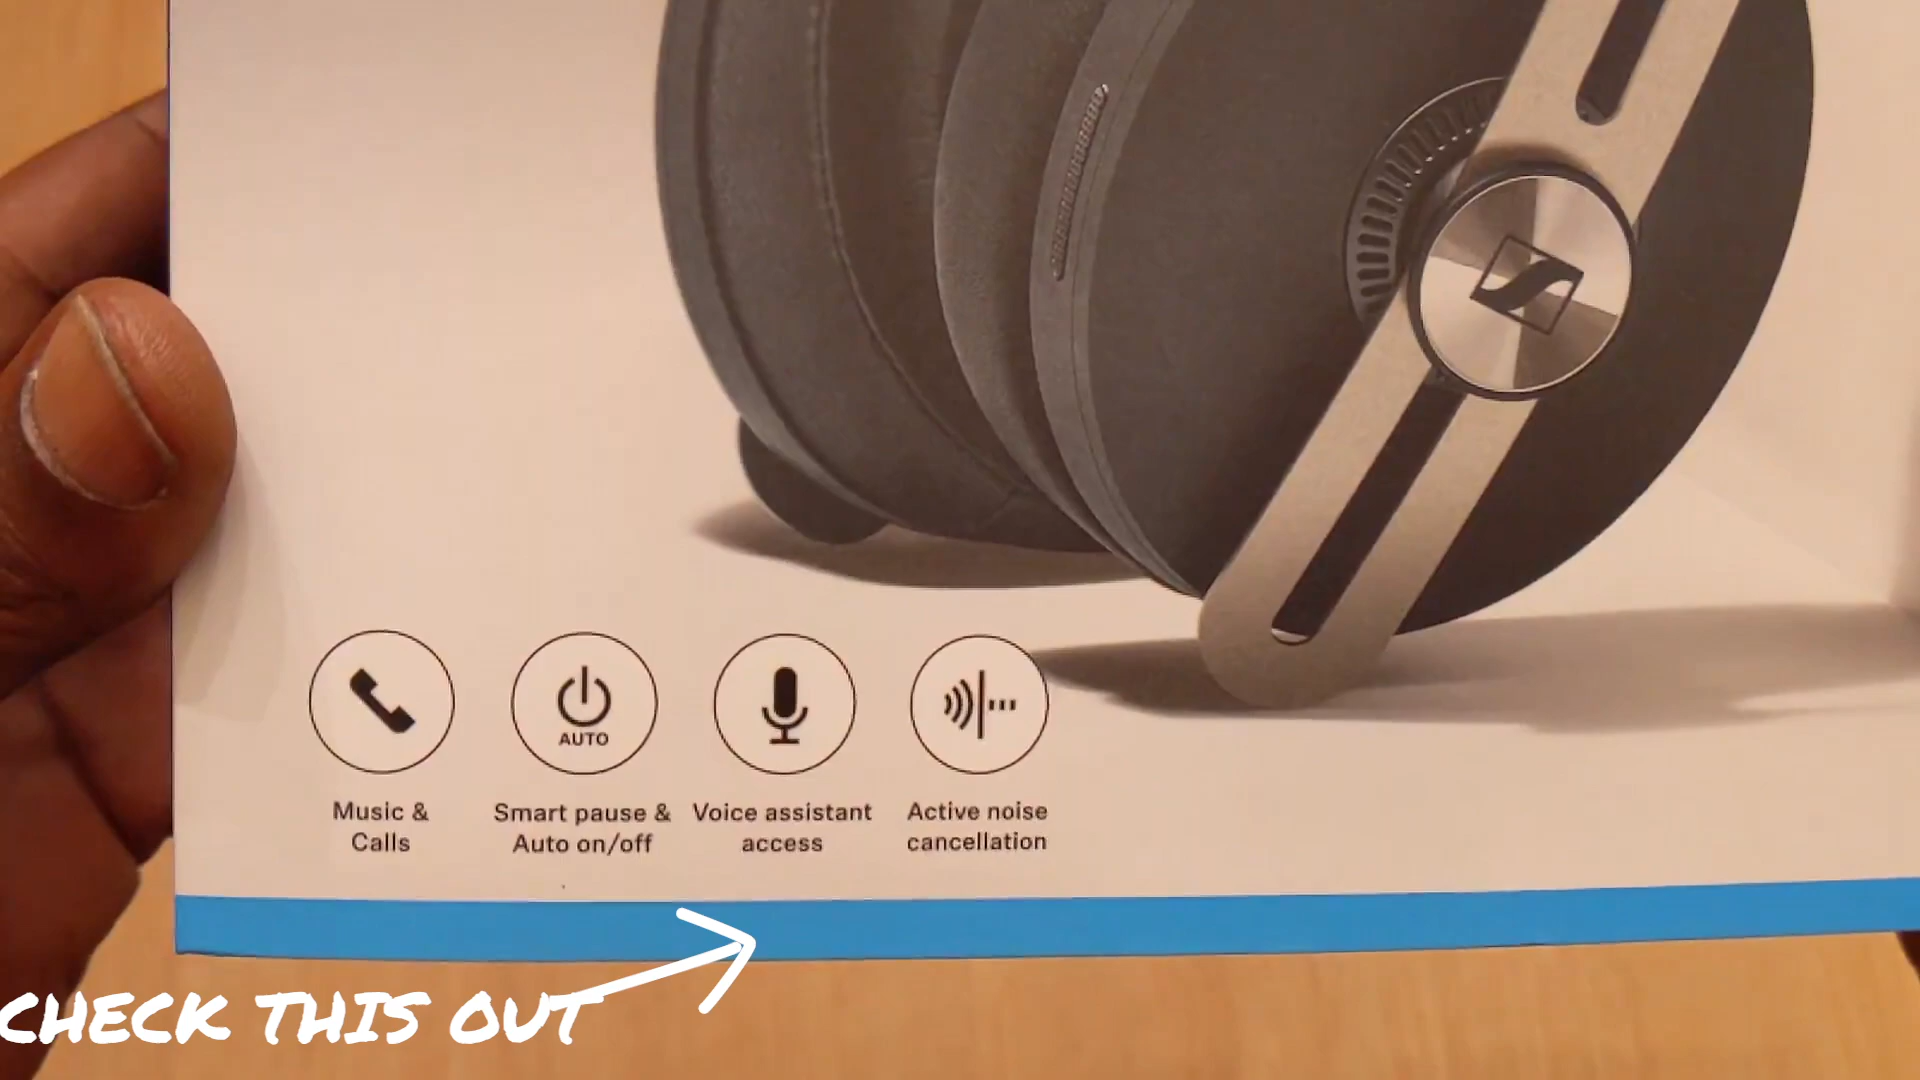 AUTO
Music &
Calls
Smart pause &
Auto on/off
Voice assistant
access
Active noise
cancellation
CHECK THIS OUT